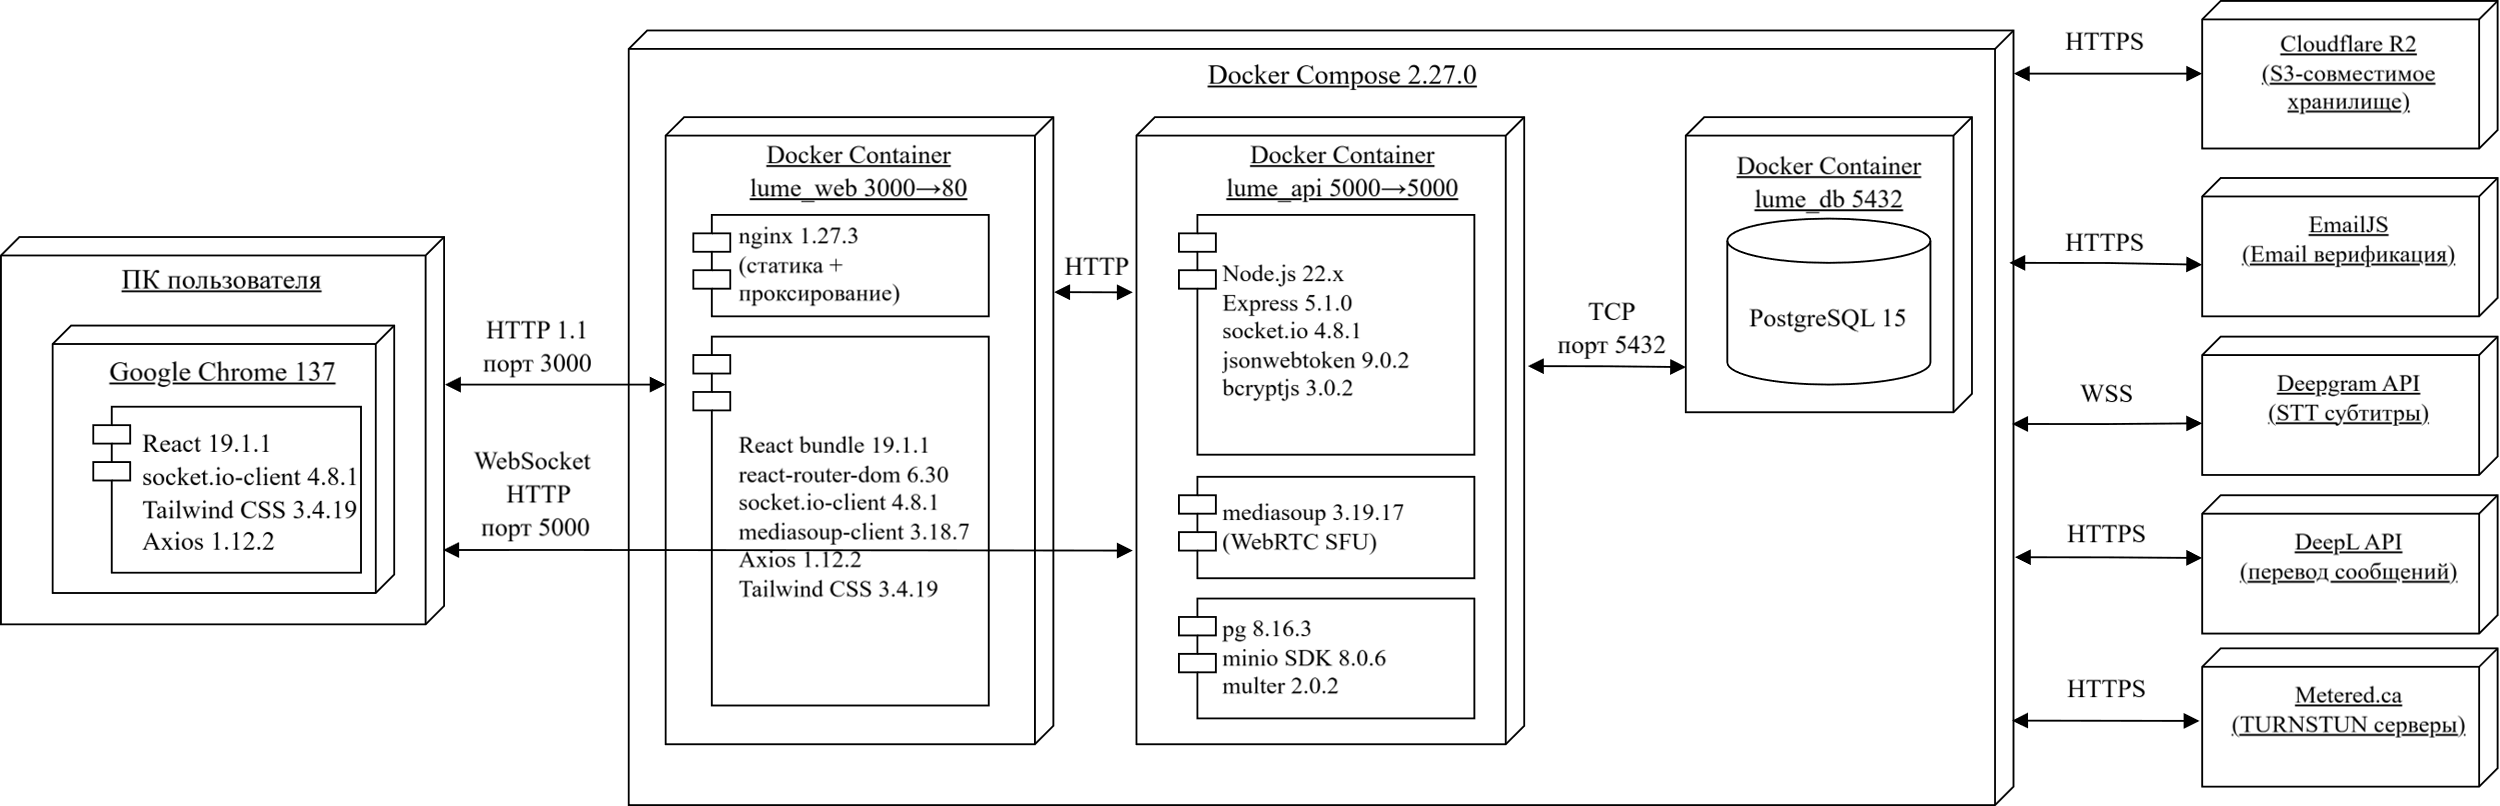 ПК пользователя
Google Chrome 137
React 19.1.1
socket.io-client 4.8.1
Tailwind CSS 3.4.19
Axios 1.12.2
HTTP 1.1
порт 3000
WebSocket
HTTP
порт 5000
Docker Compose 2.27.0
Docker Container
lume_web 3000→80
nginx 1.27.3
(статика +
проксирование)
React bundle 19.1.1
react-router-dom 6.30
socket.io-client 4.8.1
mediasoup-client 3.18.7
Axios 1.12.2
Tailwind CSS 3.4.19
HTTP
Docker Container
lume_api 5000→5000
Node.js 22.x
Express 5.1.0
socket.io 4.8.1
jsonwebtoken 9.0.2
bcryptjs 3.0.2
mediasoup 3.19.17
(WebRTC SFU)
pg 8.16.3
minio SDK 8.0.6
multer 2.0.2
TCP
порт 5432
Docker Container
lume_db 5432
PostgreSQL 15
HTTPS
Cloudflare R2
(S3-совместимое
хранилище)
HTTPS
EmailJS
(Email верификация)
WSS
Deepgram API
(STT субтитры)
HTTPS
DeepL API
(перевод сообщений)
HTTPS
Metered.ca
(TURNSTUN серверы)